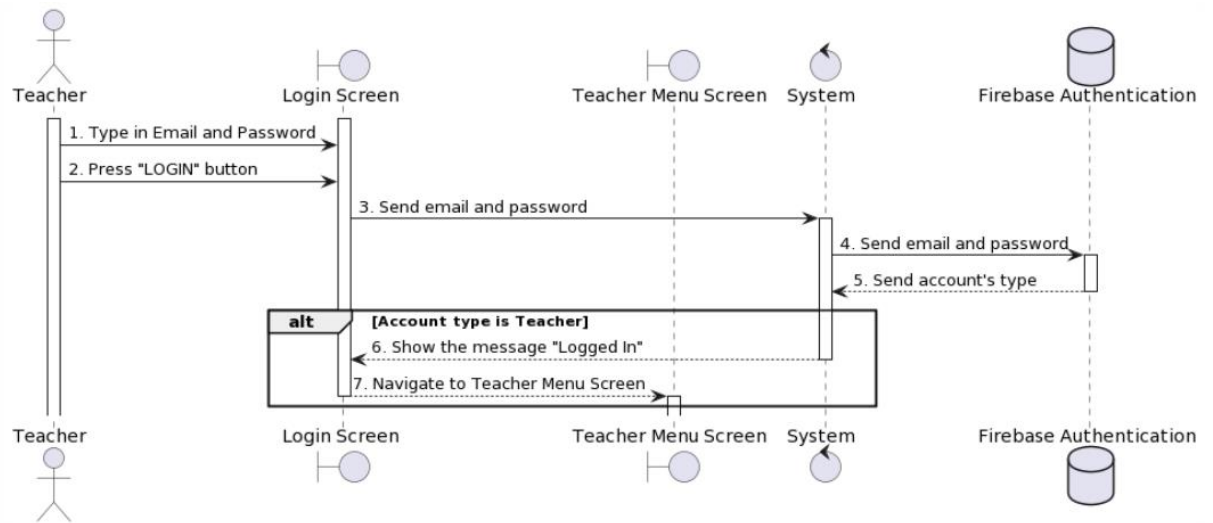 Teacher
Login Screen
Teacher Menu Screen
System
Firebase Authentication
1. Type in Email and Password
2. Press "LOGIN" button
3. Send email and password
4. Send email and password
5. Send account's type
alt
[Account type is Teacher]
6. Show the message "Logged In"
7. Navigate to Teacher Menu Screen
Teacher
Login Screen
Teacher Menu Screen
System
Firebase Authentication